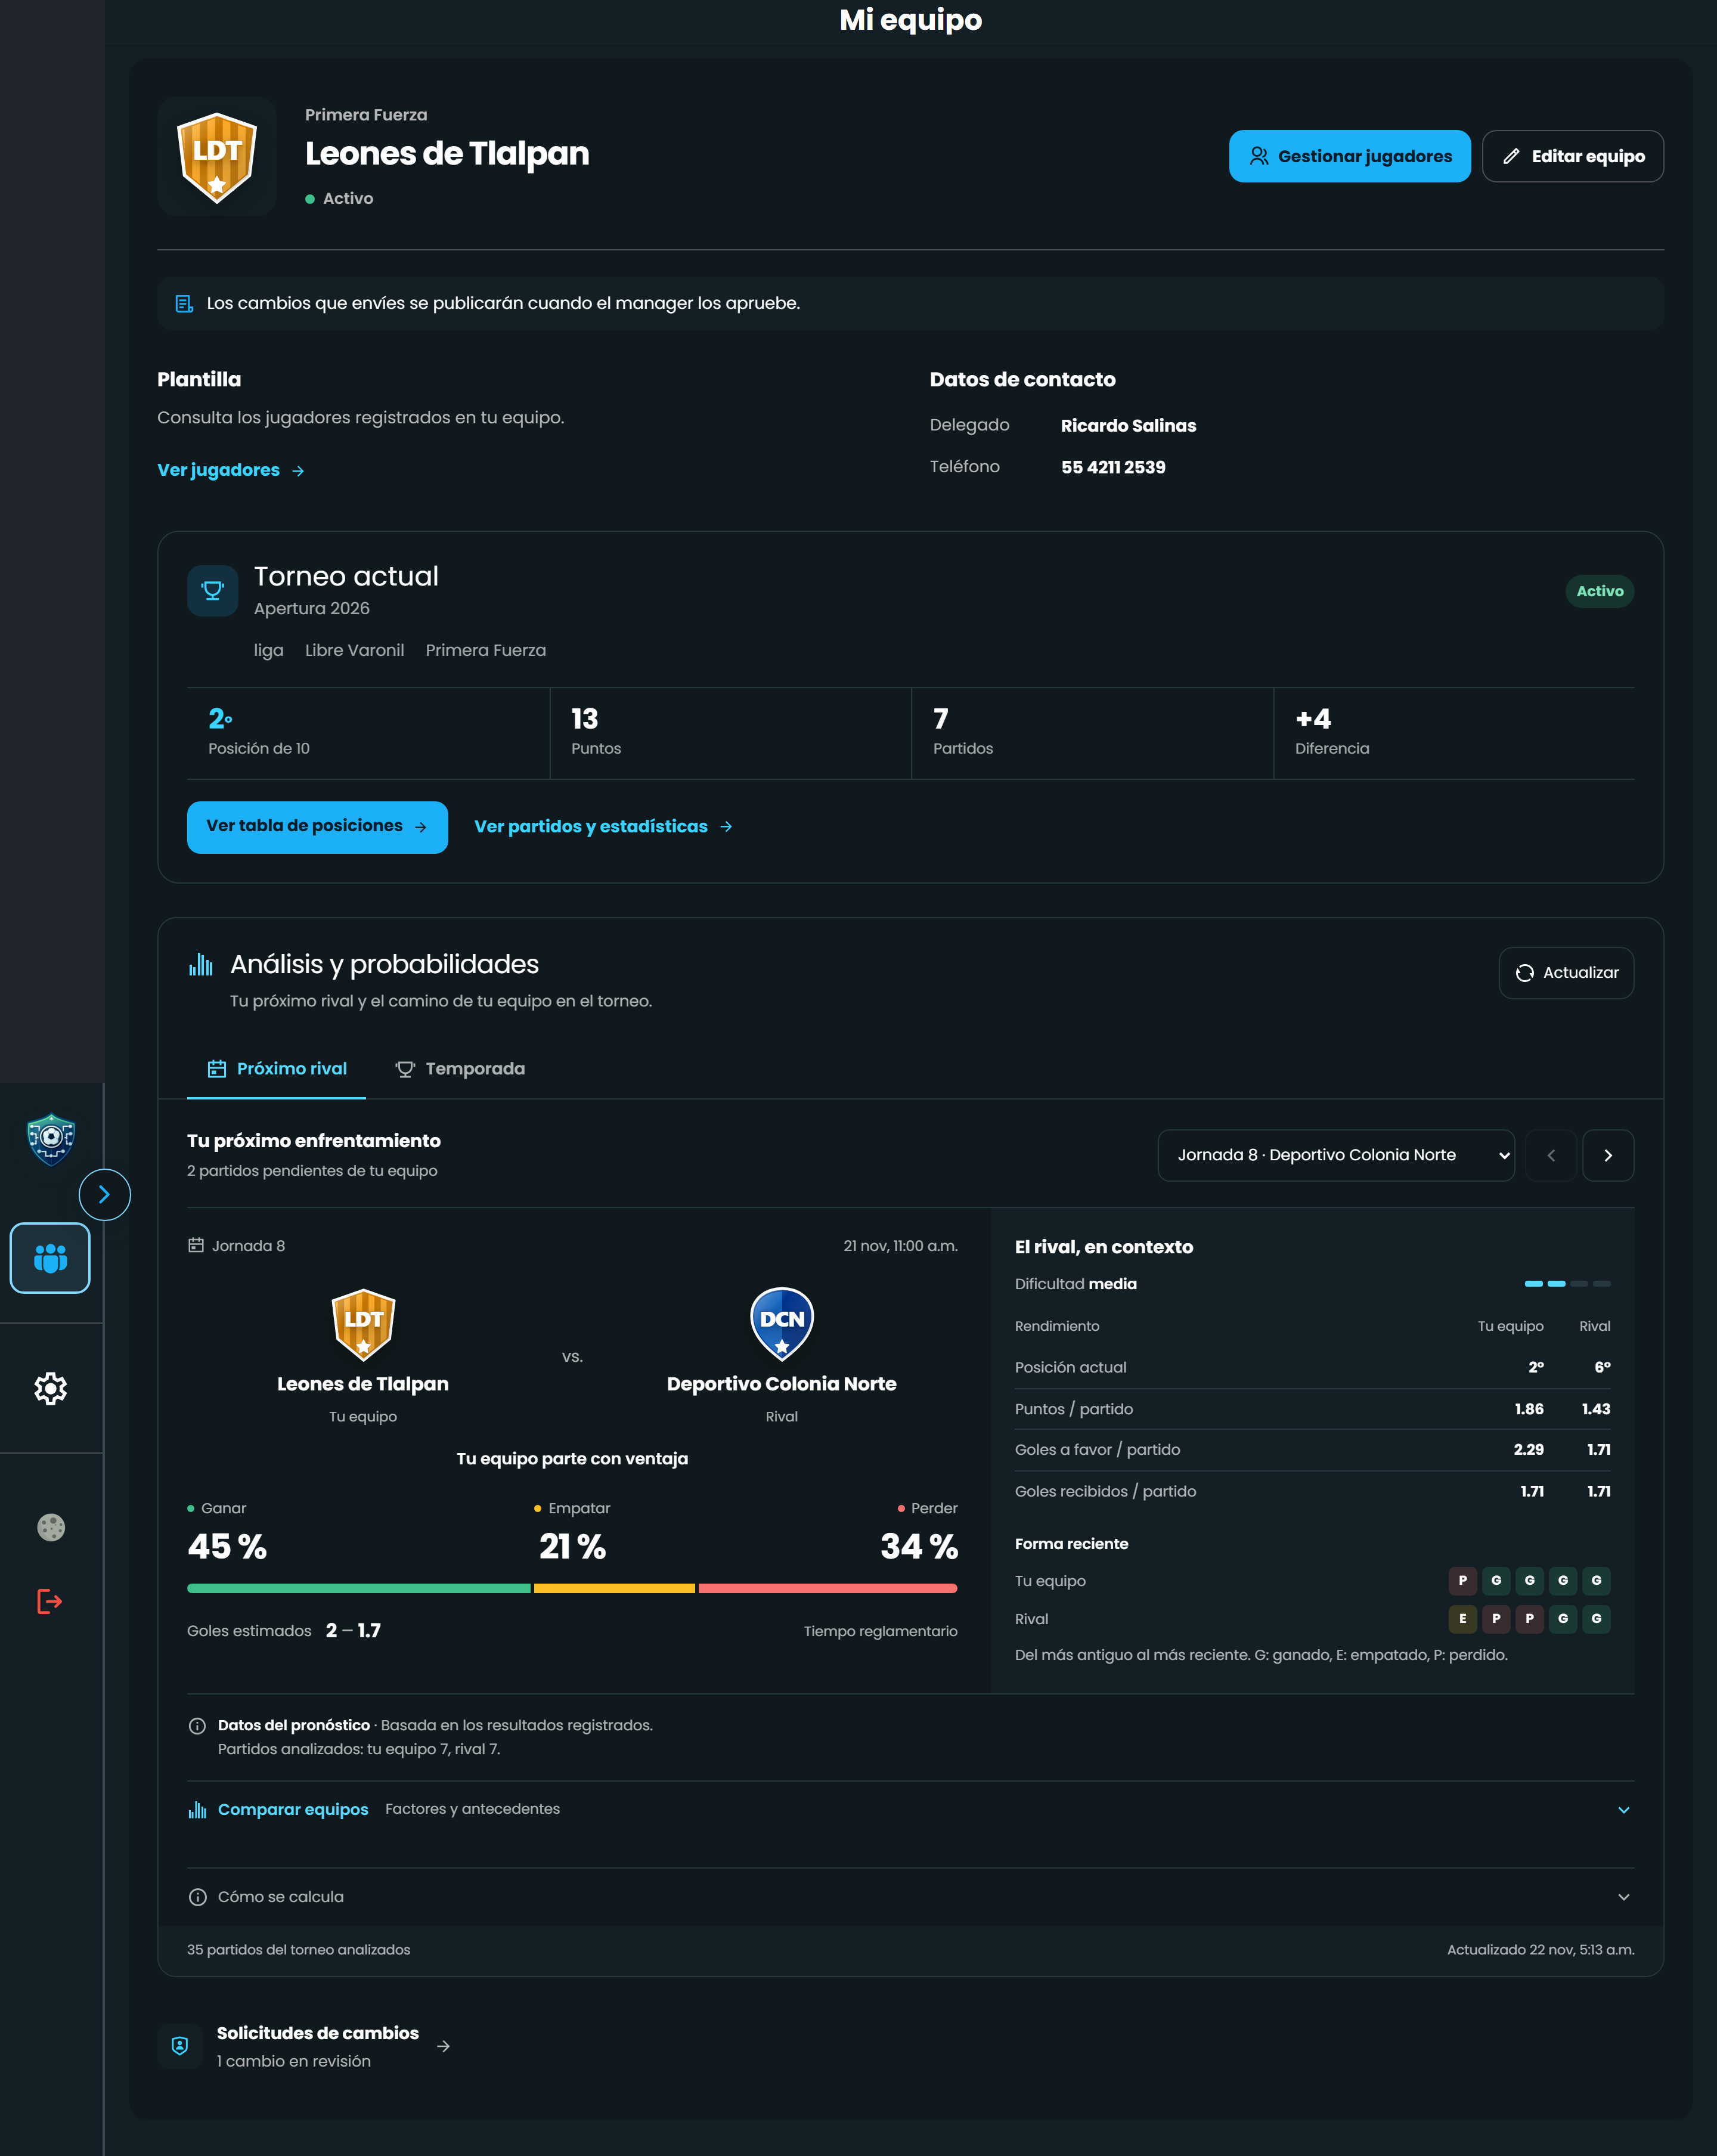 Mi equipo
LDT
Primera Fuerza
Leones de Tlalpan
Activo
Gestionar jugadores
Editar equipo
Los cambios que envíes se publicarán cuando el manager los apruebe.
Plantilla
Consulta los jugadores registrados en tu equipo.
Ver jugadores →
Datos de contacto
Delegado Ricardo Salinas
Teléfono 55 4211 2539
Torneo actual
Apertura 2026
Activo
liga Libre Varonil Primera Fuerza
2º
Posición de 10
13
Puntos
7
Partidos
+4
Diferencia
Ver tabla de posiciones →
Ver partidos y estadísticas →
Análisis y probabilidades
Tu próximo rival y el camino de tu equipo en el torneo.
Actualizar
Próximo rival
Temporada
Tu próximo enfrentamiento
2 partidos pendientes de tu equipo
Jornada 8 · Deportivo Colonia Norte
Jornada 8
21 nov, 11:00 a.m.
LDT
Leones de Tlalpan
Tu equipo
vs.
DCN
Deportivo Colonia Norte
Rival
Tu equipo parte con ventaja
Ganar
45 %
Empatar
21 %
Perder
34 %
Goles estimados 2 – 1.7
Tiempo reglamentario
El rival, en contexto
Dificultad media
Rendimiento Tu equipo Rival
Posición actual 2º 6º
Puntos / partido 1.86 1.43
Goles a favor / partido 2.29 1.71
Goles recibidos / partido 1.71 1.71
Forma reciente
Tu equipo P G G G G
Rival E P P G G
Del más antiguo al más reciente. G: ganado, E: empatado, P: perdido.
Datos del pronóstico · Basada en los resultados registrados.
Partidos analizados: tu equipo 7, rival 7.
Comparar equipos Factores y antecedentes
Cómo se calcula
35 partidos del torneo analizados
Actualizado 22 nov, 5:13 a.m.
Solicitudes de cambios
1 cambio en revisión →